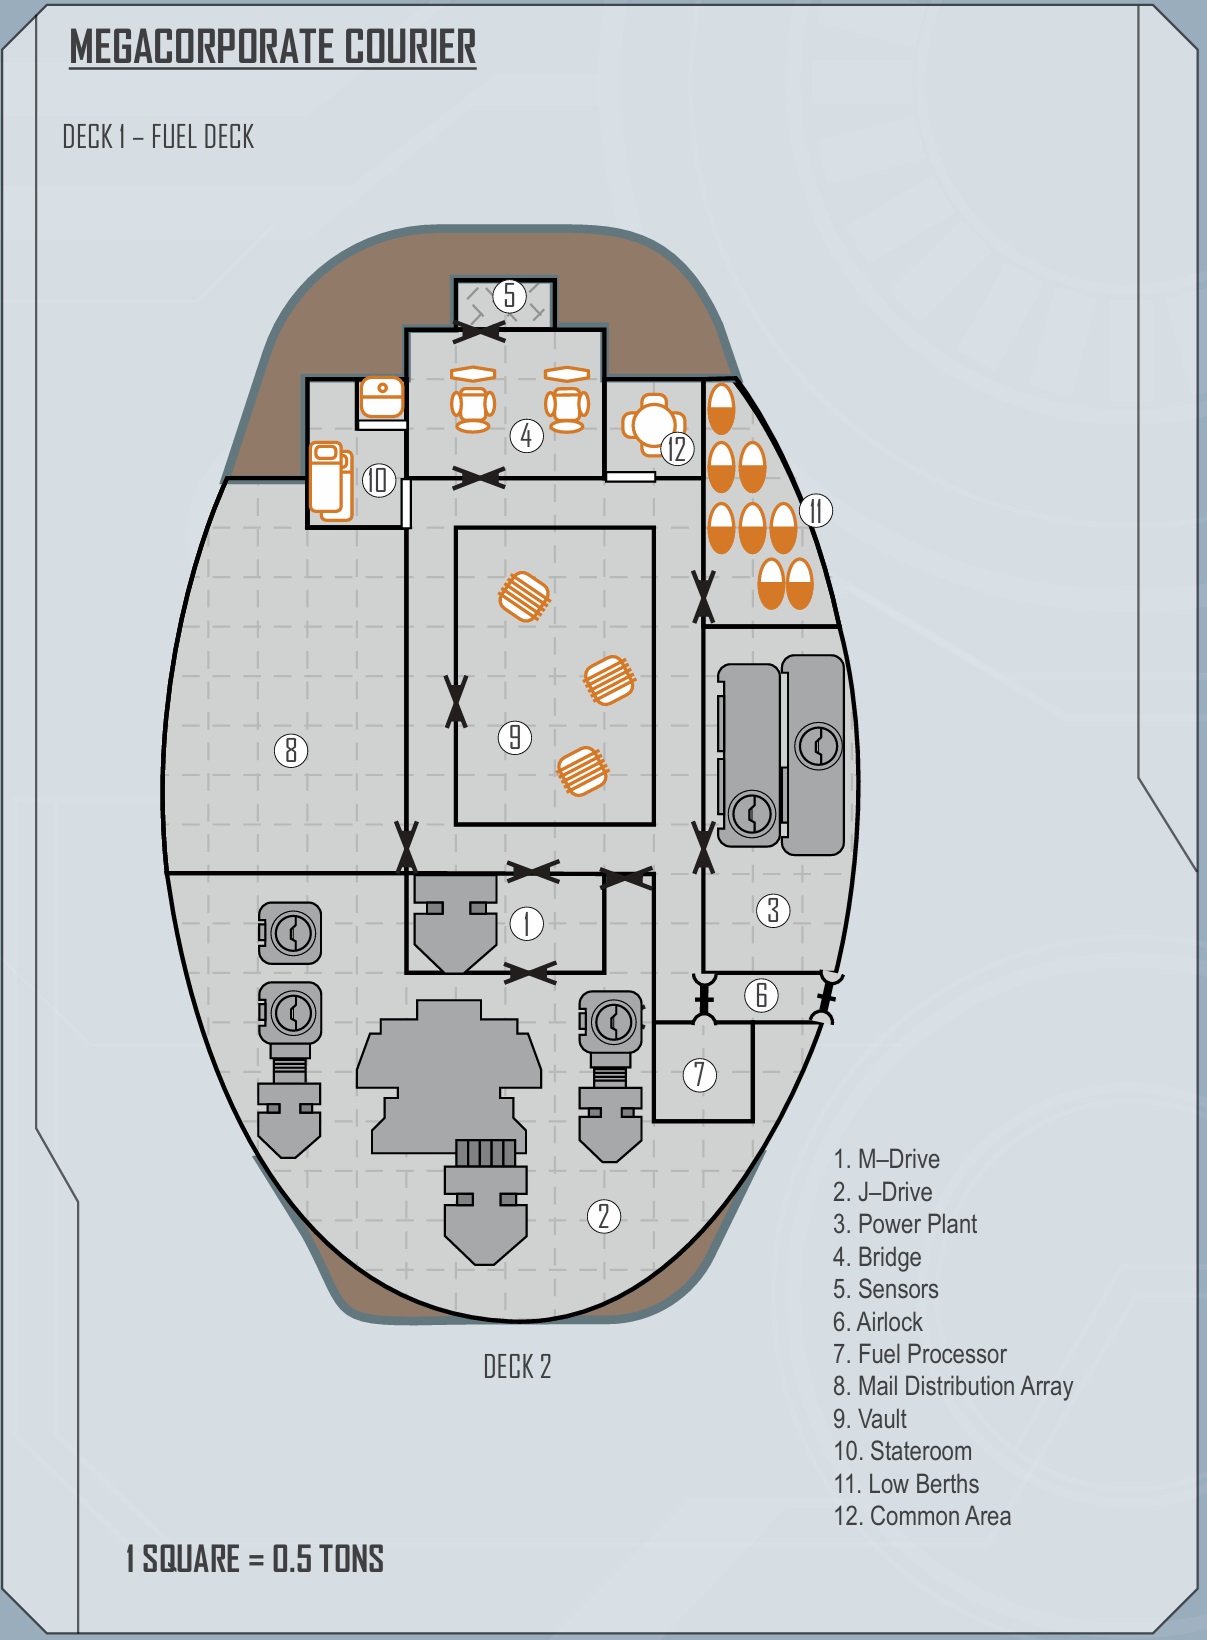 MEGACORPORATE COURIER
DECK 1 – FUEL DECK
5
4
12
10
11
8
9
3
1
6
7
2
1. M–Drive
2. J–Drive
3. Power Plant
4. Bridge
5. Sensors
6. Airlock
7. Fuel Processor
8. Mail Distribution Array
9. Vault
10. Stateroom
11. Low Berths
12. Common Area
DECK 2
1 SQUARE = 0.5 TONS